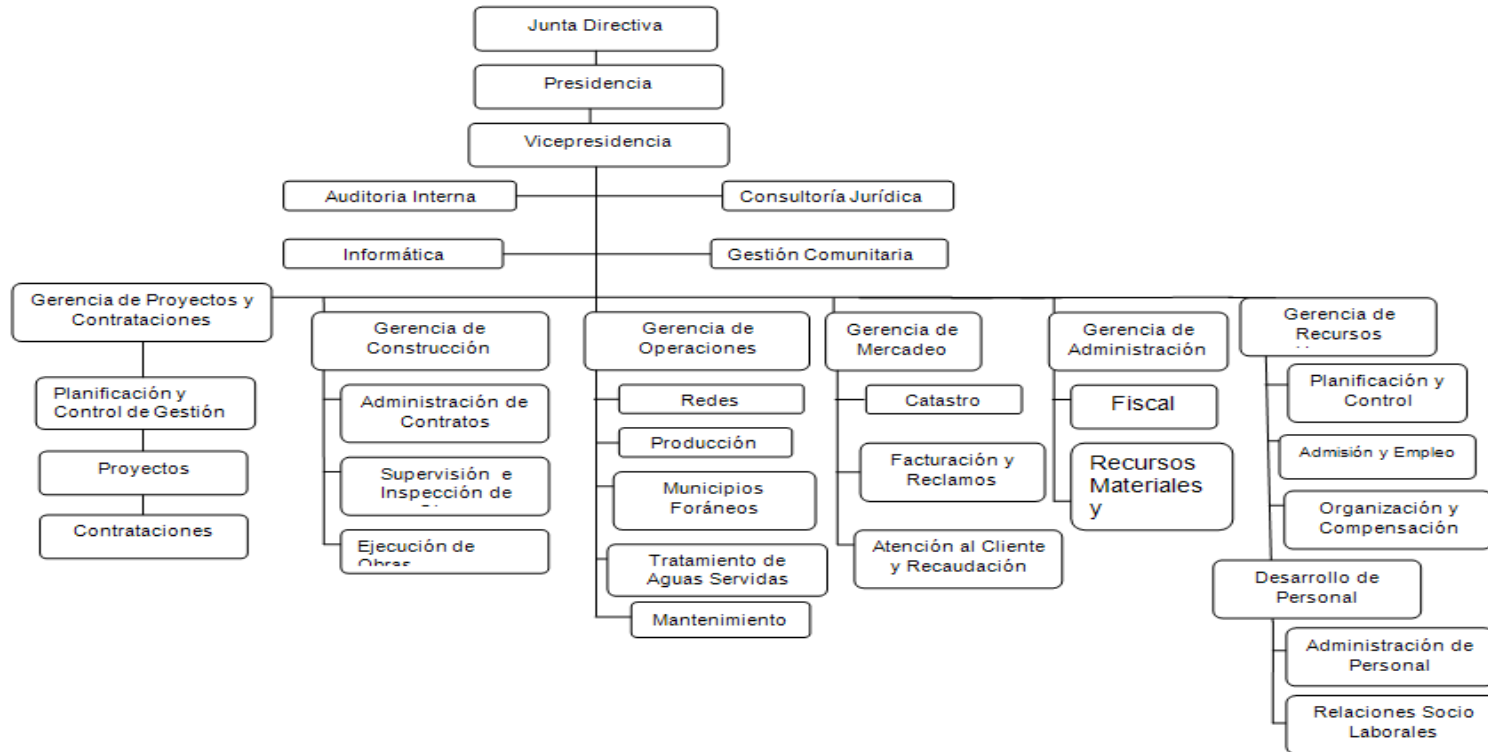 Junta Directiva
Presidencia
Vicepresidencia
Auditoria Interna
Consultoría Jurídica
Informática
Gestión Comunitaria
Gerencia de Proyectos y
Contrataciones
Planificación y
Control de Gestión
Proyectos
Contrataciones
Gerencia de
Construcción
Administración de
Contratos
Supervisión e
Inspección de
Ejecución de
Obras
Gerencia de
Operaciones
Redes
Producción
Municipios
Foráneos
Tratamiento de
Aguas Servidas
Mantenimiento
Gerencia de
Mercadeo
Catastro
Facturación y
Reclamos
Atención al Cliente
y Recaudación
Gerencia de
Administración
Fiscal
Recursos
Materiales
y
Gerencia de
Recursos
Planificación y
Control
Admisión y Empleo
Organización y
Compensación
Desarrollo de
Personal
Administración de
Personal
Relaciones Socio
Laborales